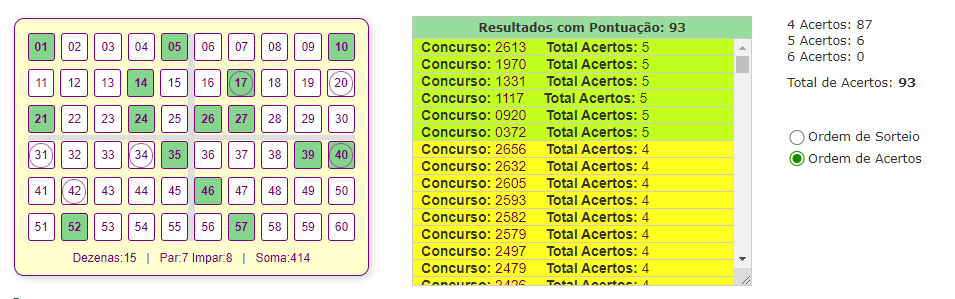 01 02 03 04 05 06 07 08 09 10
11 12 13 14 15 16 17 18 19 20
21 22 23 24 25 26 27 28 29 30
31 32 33 34 35 36 37 38 39 40
41 42 43 44 45 46 47 48 49 50
51 52 53 54 55 56 57 58 59 60
Dezenas:15 | Par:7 Impar:8 | Soma:414
Resultados com Pontuação: 93
Concurso: 2613 Total Acertos: 5
Concurso: 1970 Total Acertos: 5
Concurso: 1331 Total Acertos: 5
Concurso: 1117 Total Acertos: 5
Concurso: 0920 Total Acertos: 5
Concurso: 0372 Total Acertos: 5
Concurso: 2656 Total Acertos: 4
Concurso: 2632 Total Acertos: 4
Concurso: 2605 Total Acertos: 4
Concurso: 2593 Total Acertos: 4
Concurso: 2582 Total Acertos: 4
Concurso: 2579 Total Acertos: 4
Concurso: 2497 Total Acertos: 4
Concurso: 2479 Total Acertos: 4
Concurso: 2426 Total Acertos: 4
4 Acertos: 87
5 Acertos: 6
6 Acertos: 0
Total de Acertos: 93
Ordem de Sorteio
Ordem de Acertos